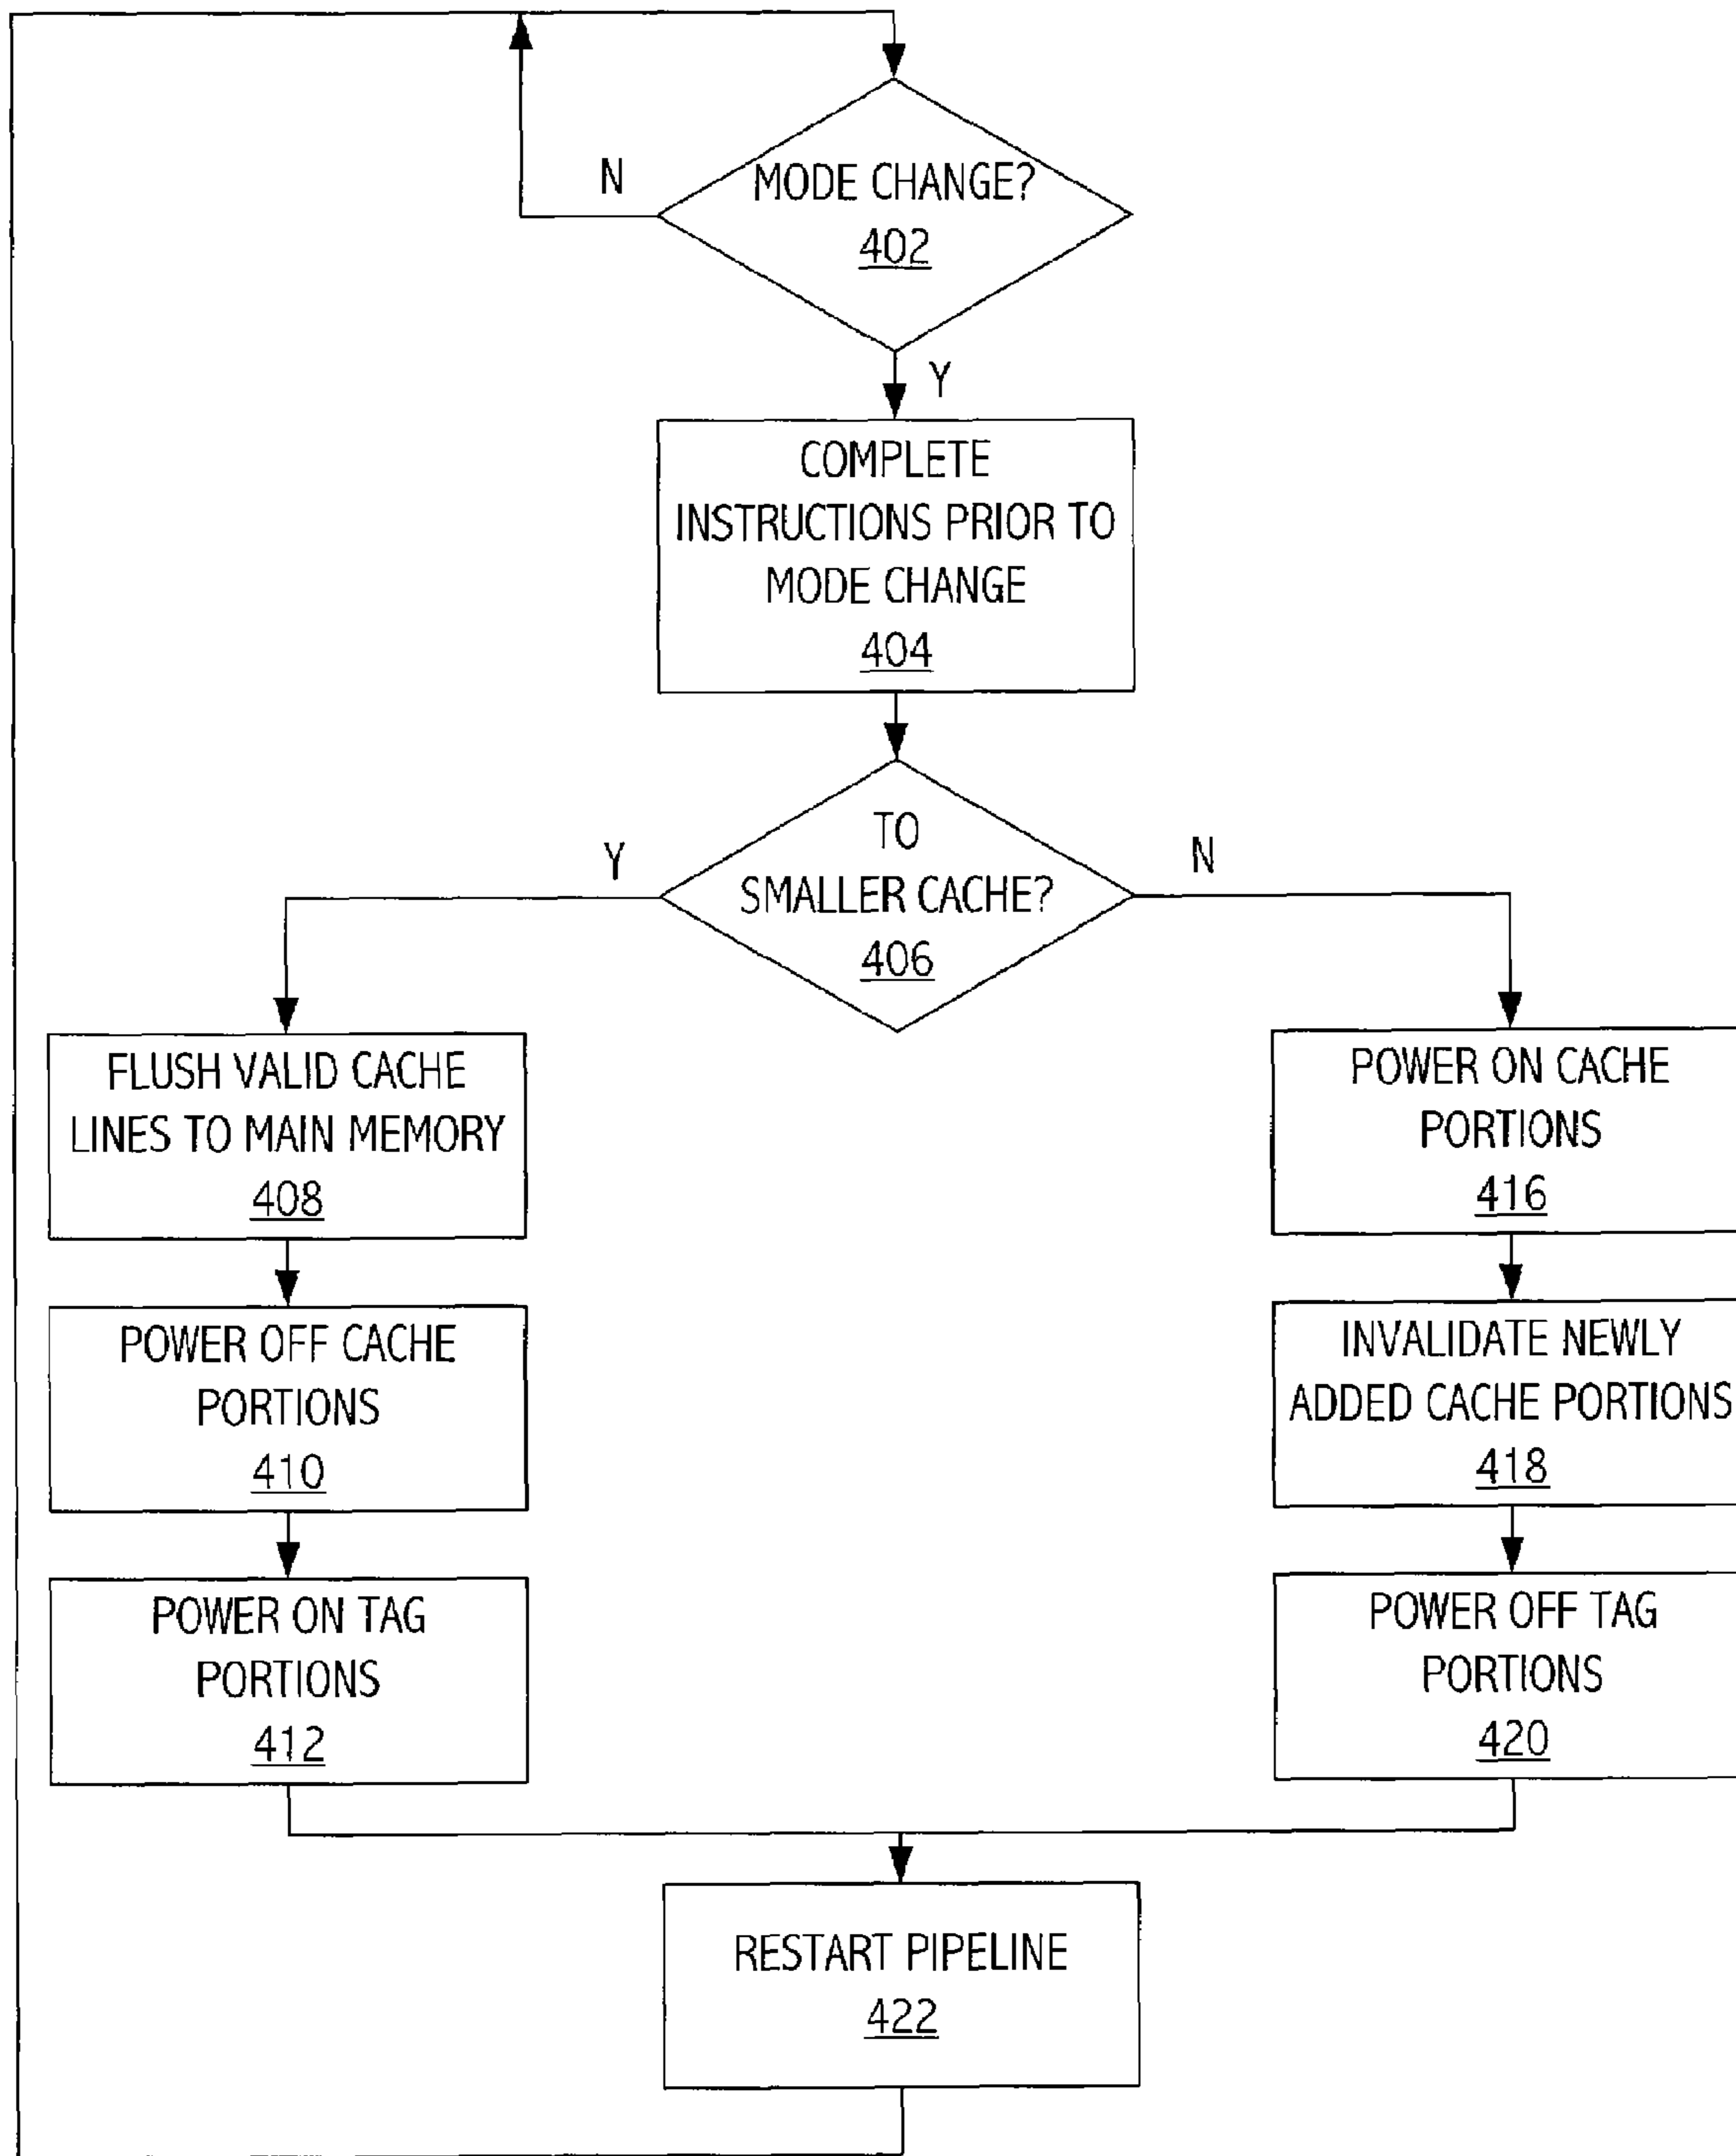 MODE CHANGE?
402
N
Y
COMPLETE
INSTRUCTIONS PRIOR TO
MODE CHANGE
404
TO
SMALLER CACHE?
406
Y
N
FLUSH VALID CACHE
LINES TO MAIN MEMORY
408
POWER OFF CACHE
PORTIONS
410
POWER ON TAG
PORTIONS
412
POWER ON CACHE
PORTIONS
416
INVALIDATE NEWLY
ADDED CACHE PORTIONS
418
POWER OFF TAG
PORTIONS
420
RESTART PIPELINE
422